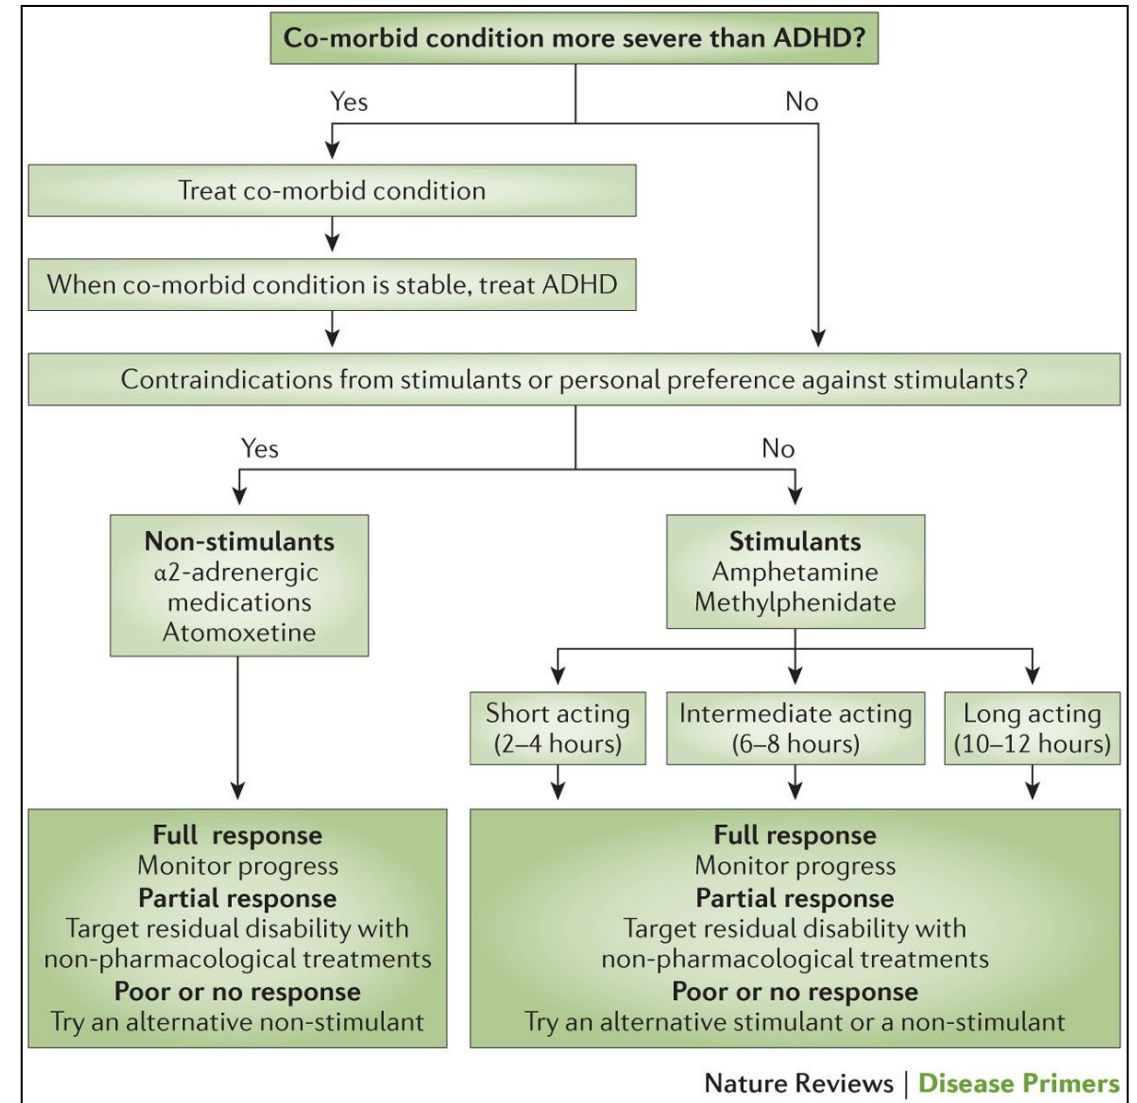 Co-morbid condition more severe than ADHD?
Yes
No
Treat co-morbid condition
When co-morbid condition is stable, treat ADHD
Contraindications from stimulants or personal preference against stimulants?
Yes
No
Non-stimulants
α2-adrenergic
medications
Atomoxetine
Stimulants
Amphetamine
Methylphenidate
Short acting
(2–4 hours)
Intermediate acting
(6–8 hours)
Long acting
(10–12 hours)
Full response
Monitor progress
Partial response
Target residual disability with
non-pharmacological treatments
Poor or no response
Try an alternative non-stimulant
Full response
Monitor progress
Partial response
Target residual disability with
non-pharmacological treatments
Poor or no response
Try an alternative stimulant or a non-stimulant
Nature Reviews | Disease Primers